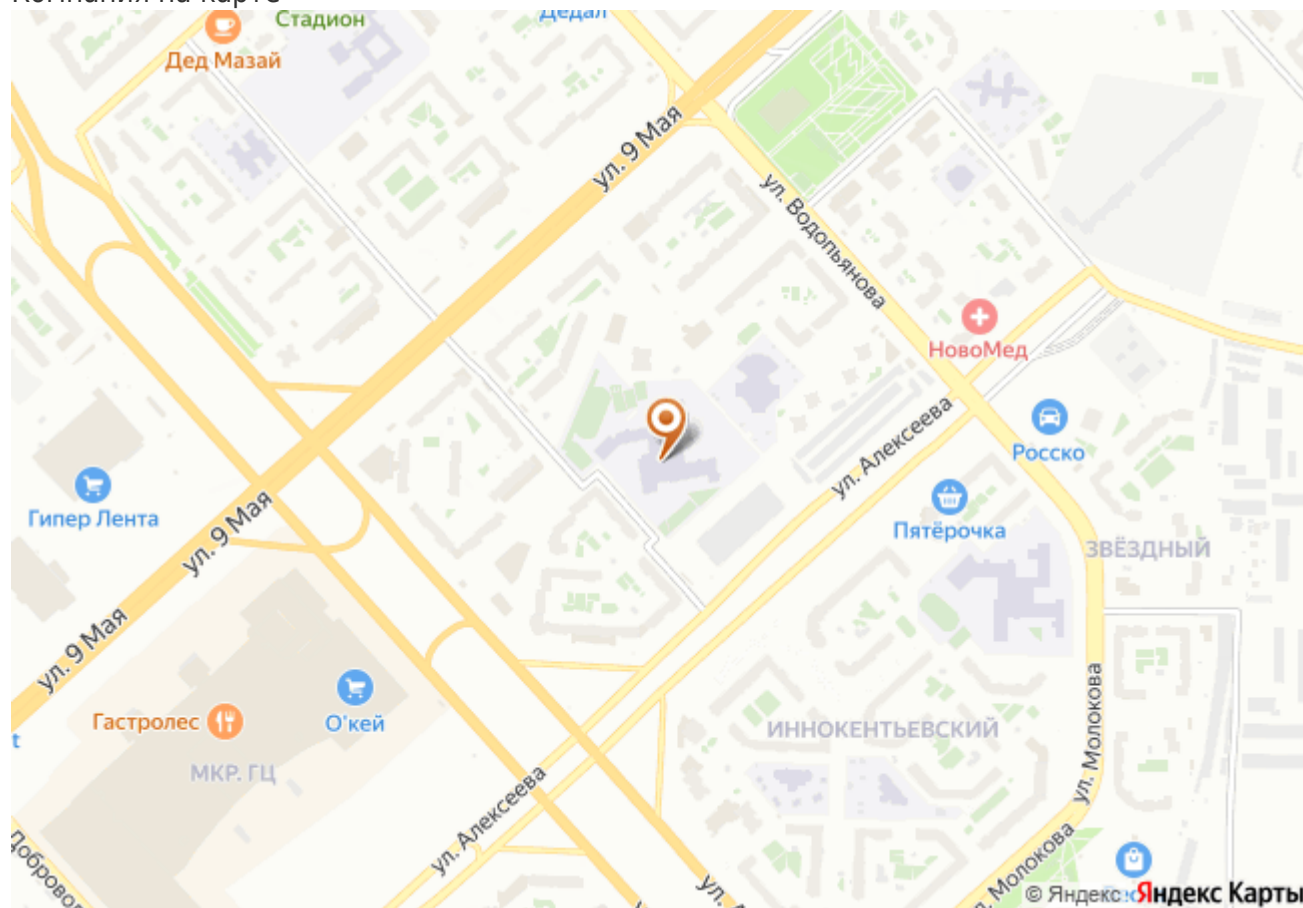 Компания на карте
Стадион
Дедал
Дед Мазай
ул. 9 Мая
ул. Водопьянова
НовоМед
ул. Алексеева
Росско
Гипер Лента
ул. 9 Мая
Пятёрочка
ЗВЁЗДНЫЙ
ул. 9 Мая
Гастролес
О'кей
ИННОКЕНТЬЕВСКИЙ
ул. Молокова
МКР. ГЦ
ул. Алексеева
Молокова
© Яндекс
Яндекс Карты